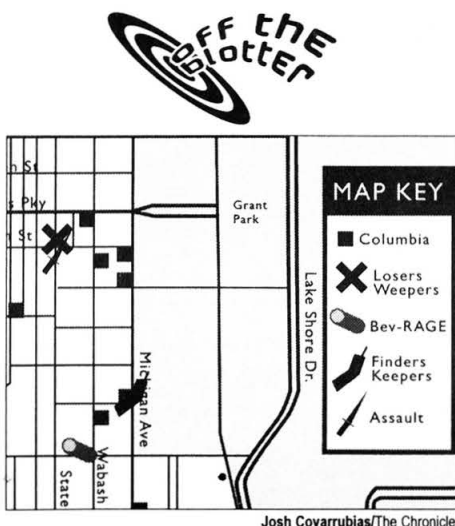 off the
blotter
n St
s Pky
n St
Grant
Park
Lake Shore Dr.
Michigan Ave
Wabash
State
MAP KEY
Columbia
Losers
Weepers
Bev-RAGE
Finders
Keepers
Assault
Josh Covarrubias/The Chronicle